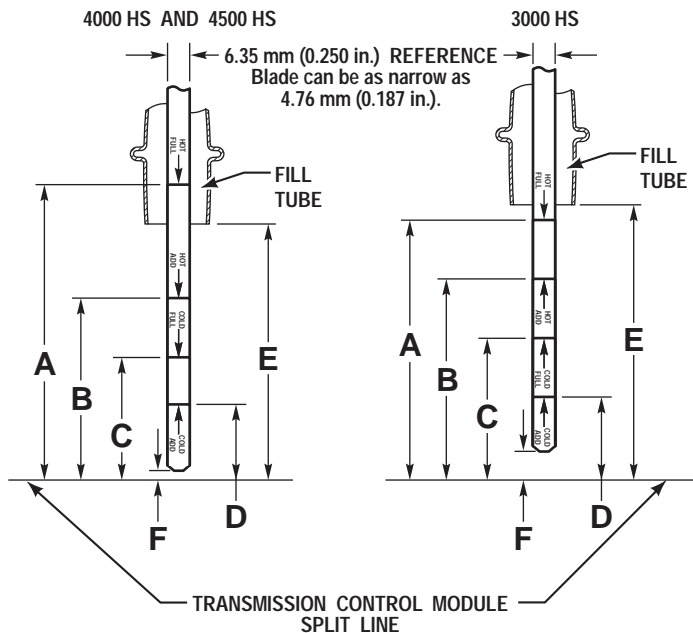 4000 HS AND 4500 HS
3000 HS
6.35 mm (0.250 in.) REFERENCE
Blade can be as narrow as
4.76 mm (0.187 in.).
HOT
FULL
HOT
ADD
COLD
FULL
COLD
ADD
FILL
TUBE
A
B
C
D
E
F
HOT
FULL
HOT
ADD
COLD
FULL
COLD
ADD
FILL
TUBE
A
B
C
D
E
F
TRANSMISSION CONTROL MODULE
SPLIT LINE